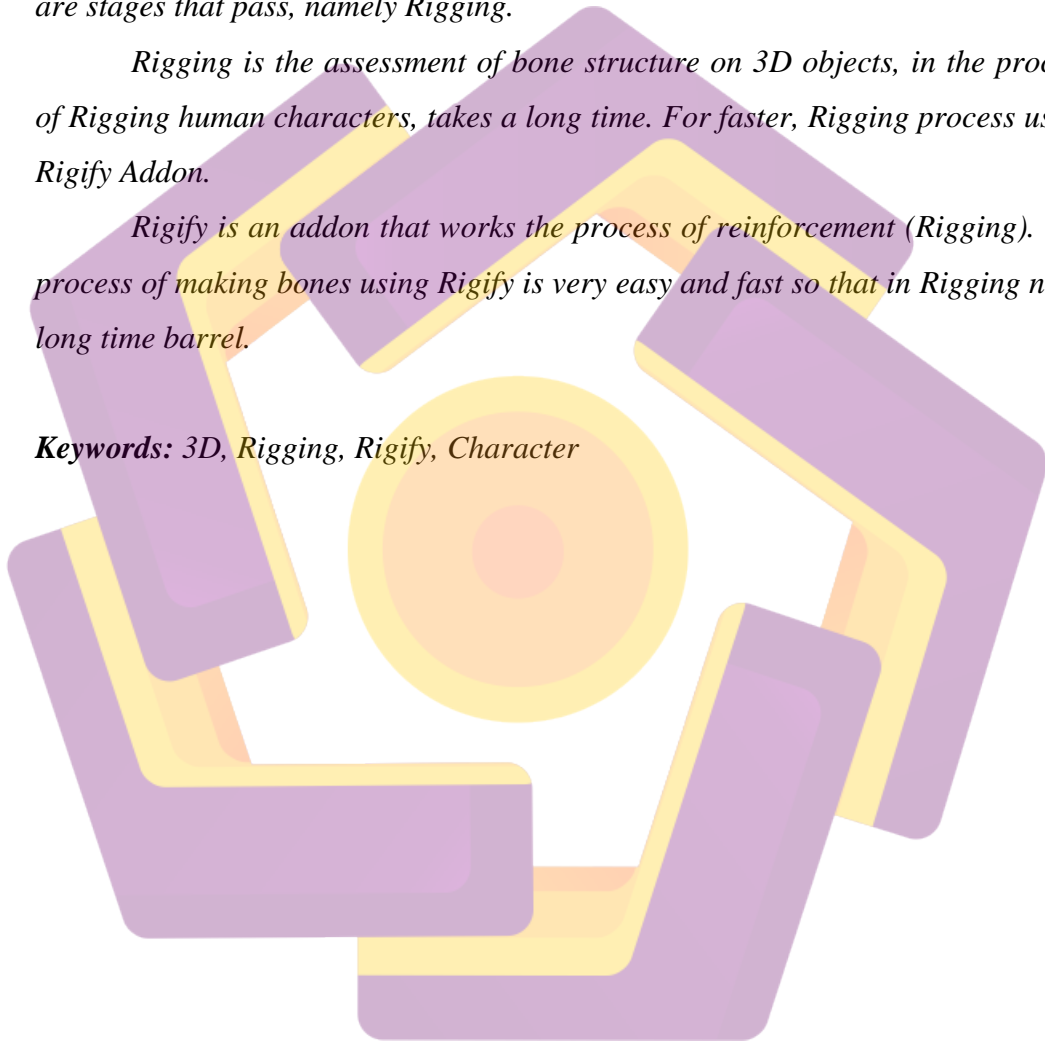 are stages that pass, namely Rigging.
Rigging is the assessment of bone structure on 3D objects, in the proc
of Rigging human characters, takes a long time. For faster, Rigging process us
Rigify Addon.
Rigify is an addon that works the process of reinforcement (Rigging).
process of making bones using Rigify is very easy and fast so that in Rigging n
long time barrel.
Keywords: 3D, Rigging, Rigify, Character